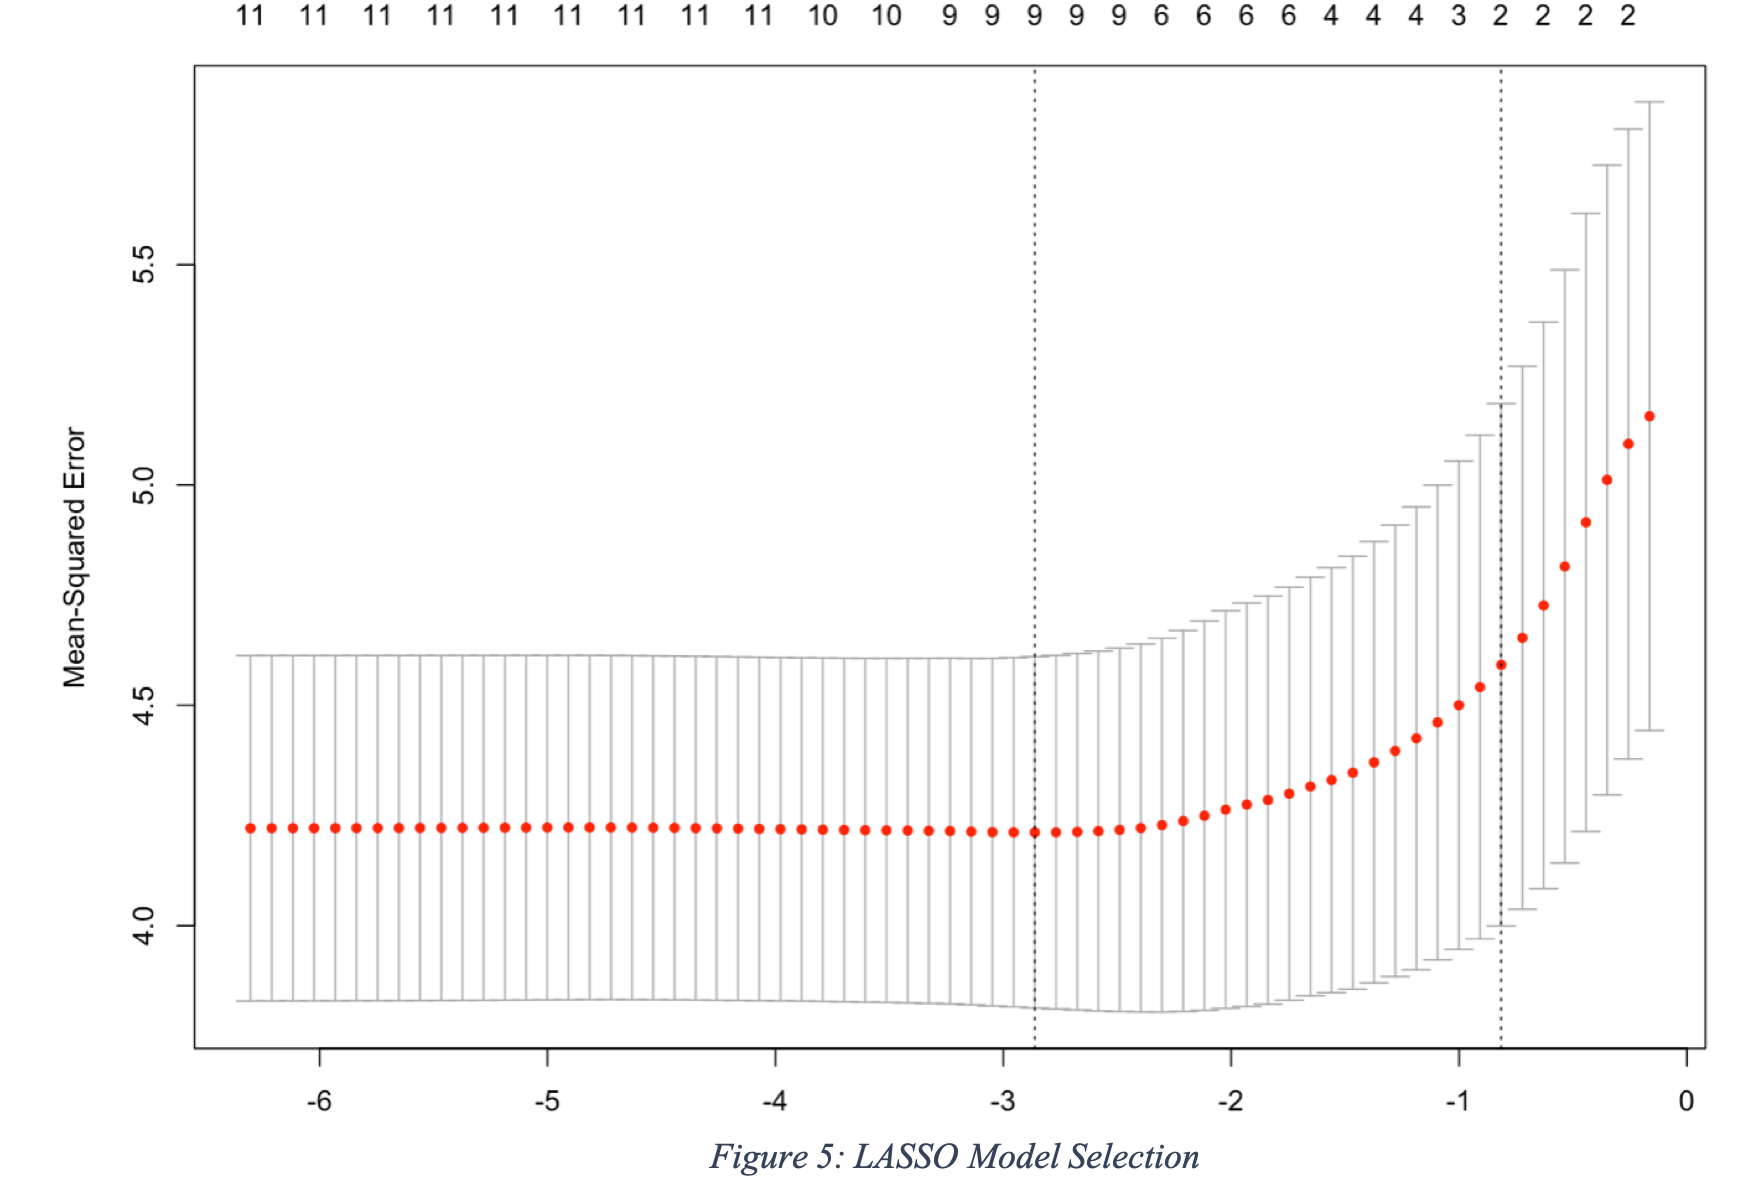 11 11 11 11 11 11 11 11 11 10 10 9 9 9 9 9 6 6 6 6 4 4 4 3 2 2 2 2
5.5
5.0
4.5
4.0
Mean-Squared Error
-6 -5 -4 -3 -2 -1 0
Figure 5: LASSO Model Selection